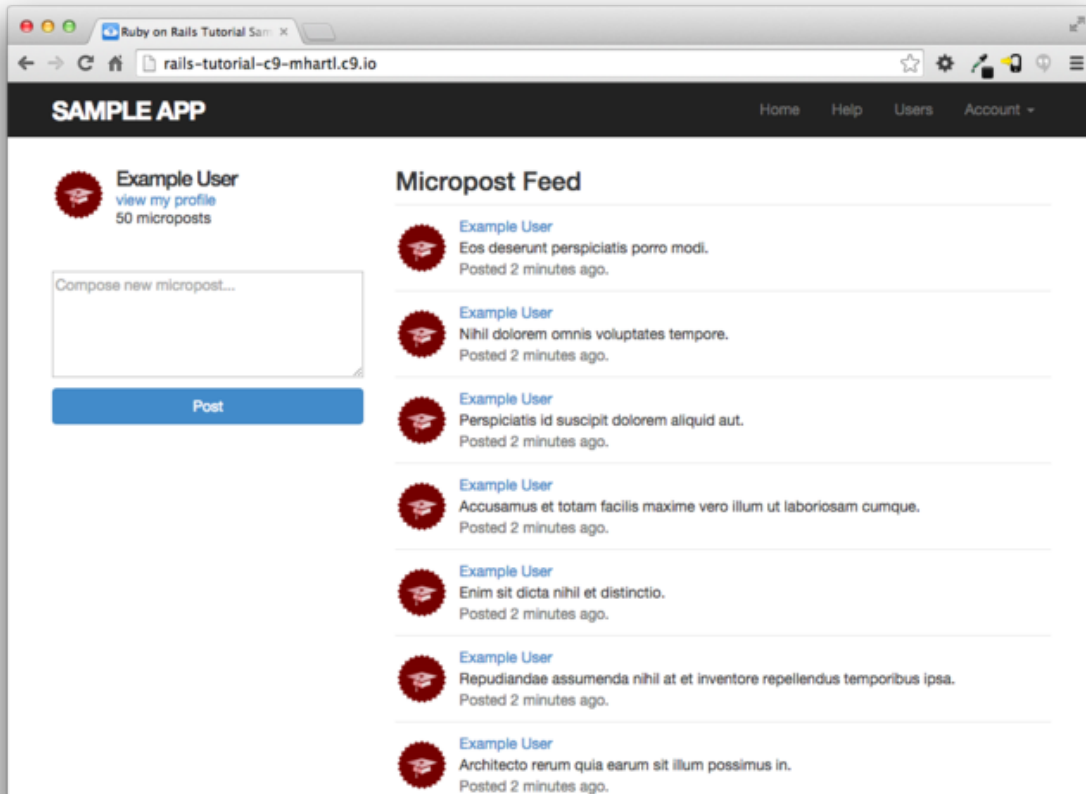 Ruby on Rails Tutorial Sam
rails-tutorial-c9-mhartl.c9.io
SAMPLE APP
Home Help Users Account
Example User
view my profile
50 microposts
Compose new micropost...
Post
Micropost Feed
Example User
Eos deserunt perspiciatis porro modi.
Posted 2 minutes ago.
Example User
Nihil dolorem omnis voluptates tempore.
Posted 2 minutes ago.
Example User
Perspiciatis id suscipit dolorem aliquid aut.
Posted 2 minutes ago.
Example User
Accusamus et totam facilis maxime vero illum ut laboriosam cumque.
Posted 2 minutes ago.
Example User
Enim sit dicta nihil et distinctio.
Posted 2 minutes ago.
Example User
Repudiandae assumenda nihil at et inventore repellendus temporibus ipsa.
Posted 2 minutes ago.
Example User
Architecto rerum quia earum sit illum possimus in.
Posted 2 minutes ago.